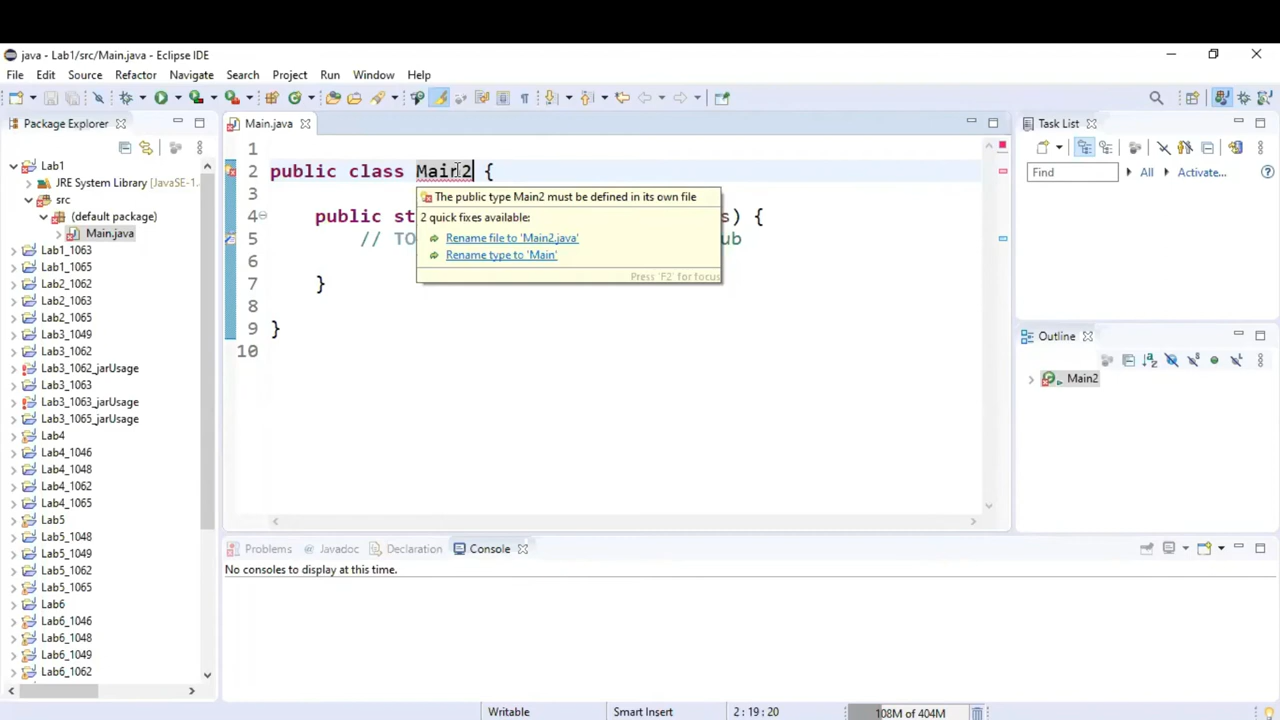 java - Lab1/src/Main.java - Eclipse IDE
File Edit Source Refactor Navigate Search Project Run Window Help
Package Explorer
Lab1
JRE System Library [JavaSE-1
src
(default package)
Main.java
Lab1_1063
Lab1_1065
Lab2_1062
Lab2_1063
Lab2_1065
Lab3_1049
Lab3_1062
Lab3_1062_jarUsage
Lab3_1063
Lab3_1063_jarUsage
Lab3_1065_jarUsage
Lab4
Lab4_1046
Lab4_1048
Lab4_1062
Lab4_1065
Lab5
Lab5_1048
Lab5_1049
Lab5_1062
Lab5_1065
Lab6
Lab6_1046
Lab6_1048
Lab6_1049
Lab6_1062
Main.java
1
2 public class Main2 {
3
4 public st s) {
5 // TO ub
6
7 }
8
9 }
10
The public type Main2 must be defined in its own file
2 quick fixes available:
Rename file to 'Main2.java'
Rename type to 'Main'
Press 'F2' for focus
Task List
Find All Activate...
Outline
Main2
Problems @ Javadoc Declaration Console
No consoles to display at this time.
Writable Smart Insert 2 : 19 : 20 108M of 404M